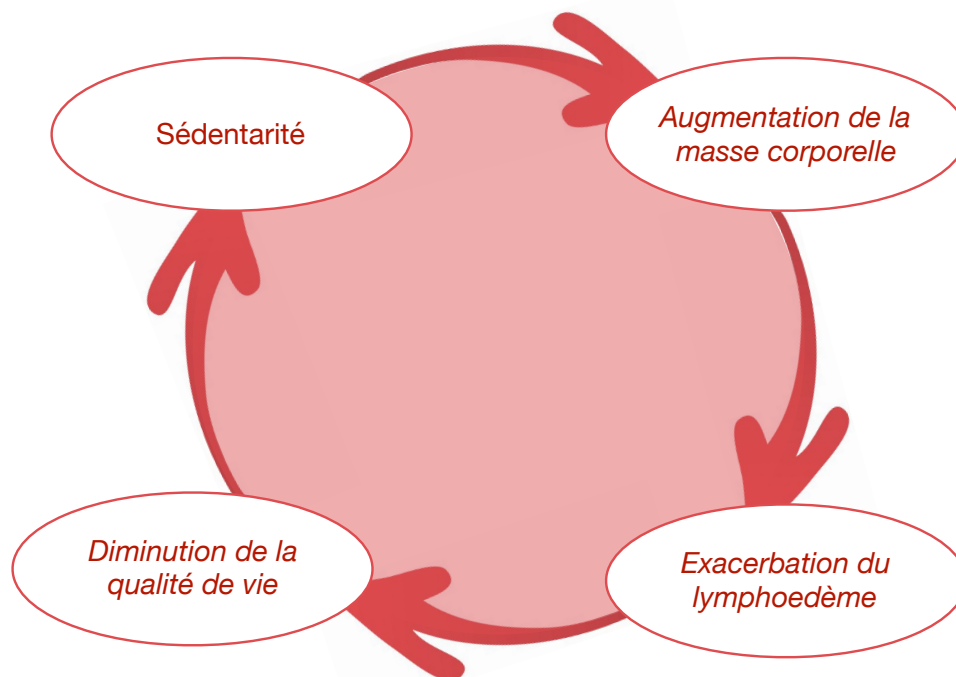 Sédentarité
Augmentation de la
masse corporelle
Diminution de la
qualité de vie
Exacerbation du
lymphoedème